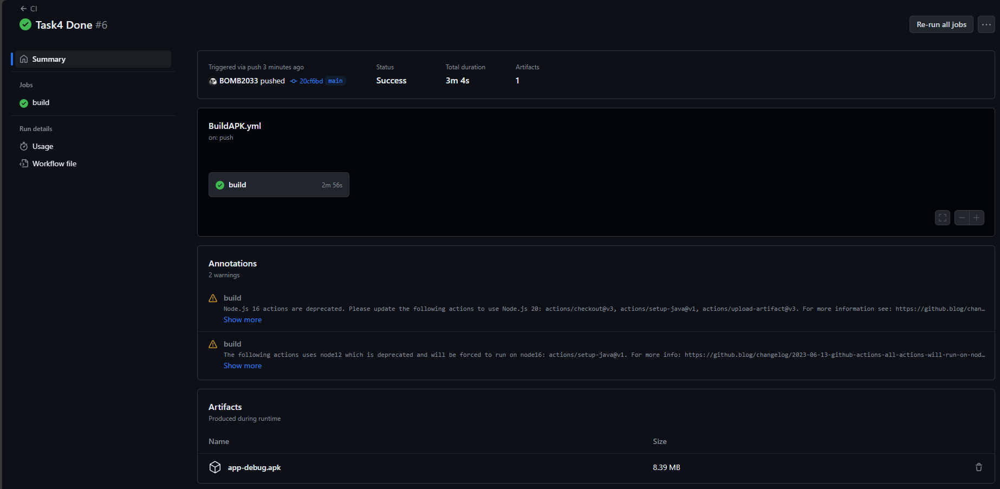 CI
Task4 Done #6
Re-run all jobs
Summary
Jobs
build
Run details
Usage
Workflow file
Triggered via push 3 minutes ago
BOMB2033 pushed 20cf6bd main
Status
Success
Total duration
3m 4s
Artifacts
1
BuildAPK.yml
on: push
build 2m 56s
Annotations
2 warnings
build
Node.js 16 actions are deprecated. Please update the following actions to use Node.js 20: actions/checkout@v3, actions/setup-java@v1, actions/upload-artifact@v3. For more information see: https://github.blog/chan…
Show more
build
The following actions uses node12 which is deprecated and will be forced to run on node16: actions/setup-java@v1. For more info: https://github.blog/changelog/2023-06-13-github-actions-all-actions-will-run-on-nod…
Show more
Artifacts
Produced during runtime
Name Size
app-debug.apk 8.39 MB